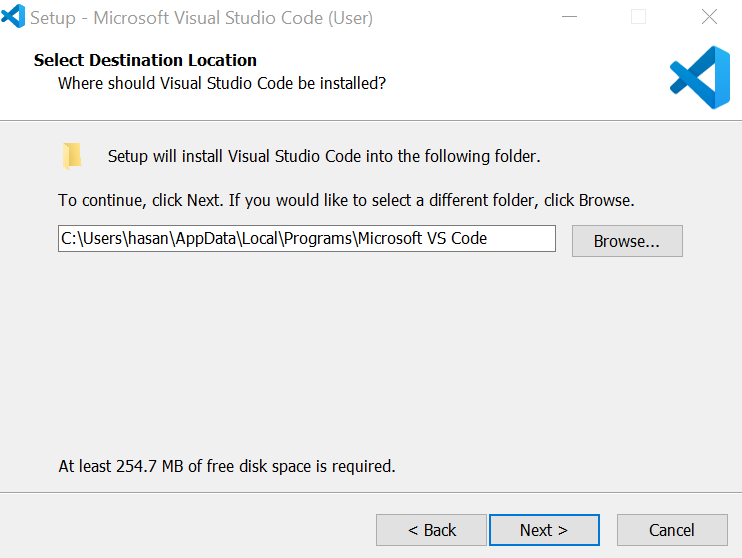 Setup - Microsoft Visual Studio Code (User)
Select Destination Location
Where should Visual Studio Code be installed?
Setup will install Visual Studio Code into the following folder.
To continue, click Next. If you would like to select a different folder, click Browse.
C:\Users\hasan\AppData\Local\Programs\Microsoft VS Code
Browse...
At least 254.7 MB of free disk space is required.
< Back
Next >
Cancel